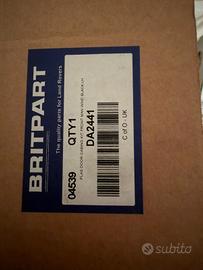 BRITPART
The quality parts for Land Rovers
04539 QTY1
DA2441
C of O - UK
subito